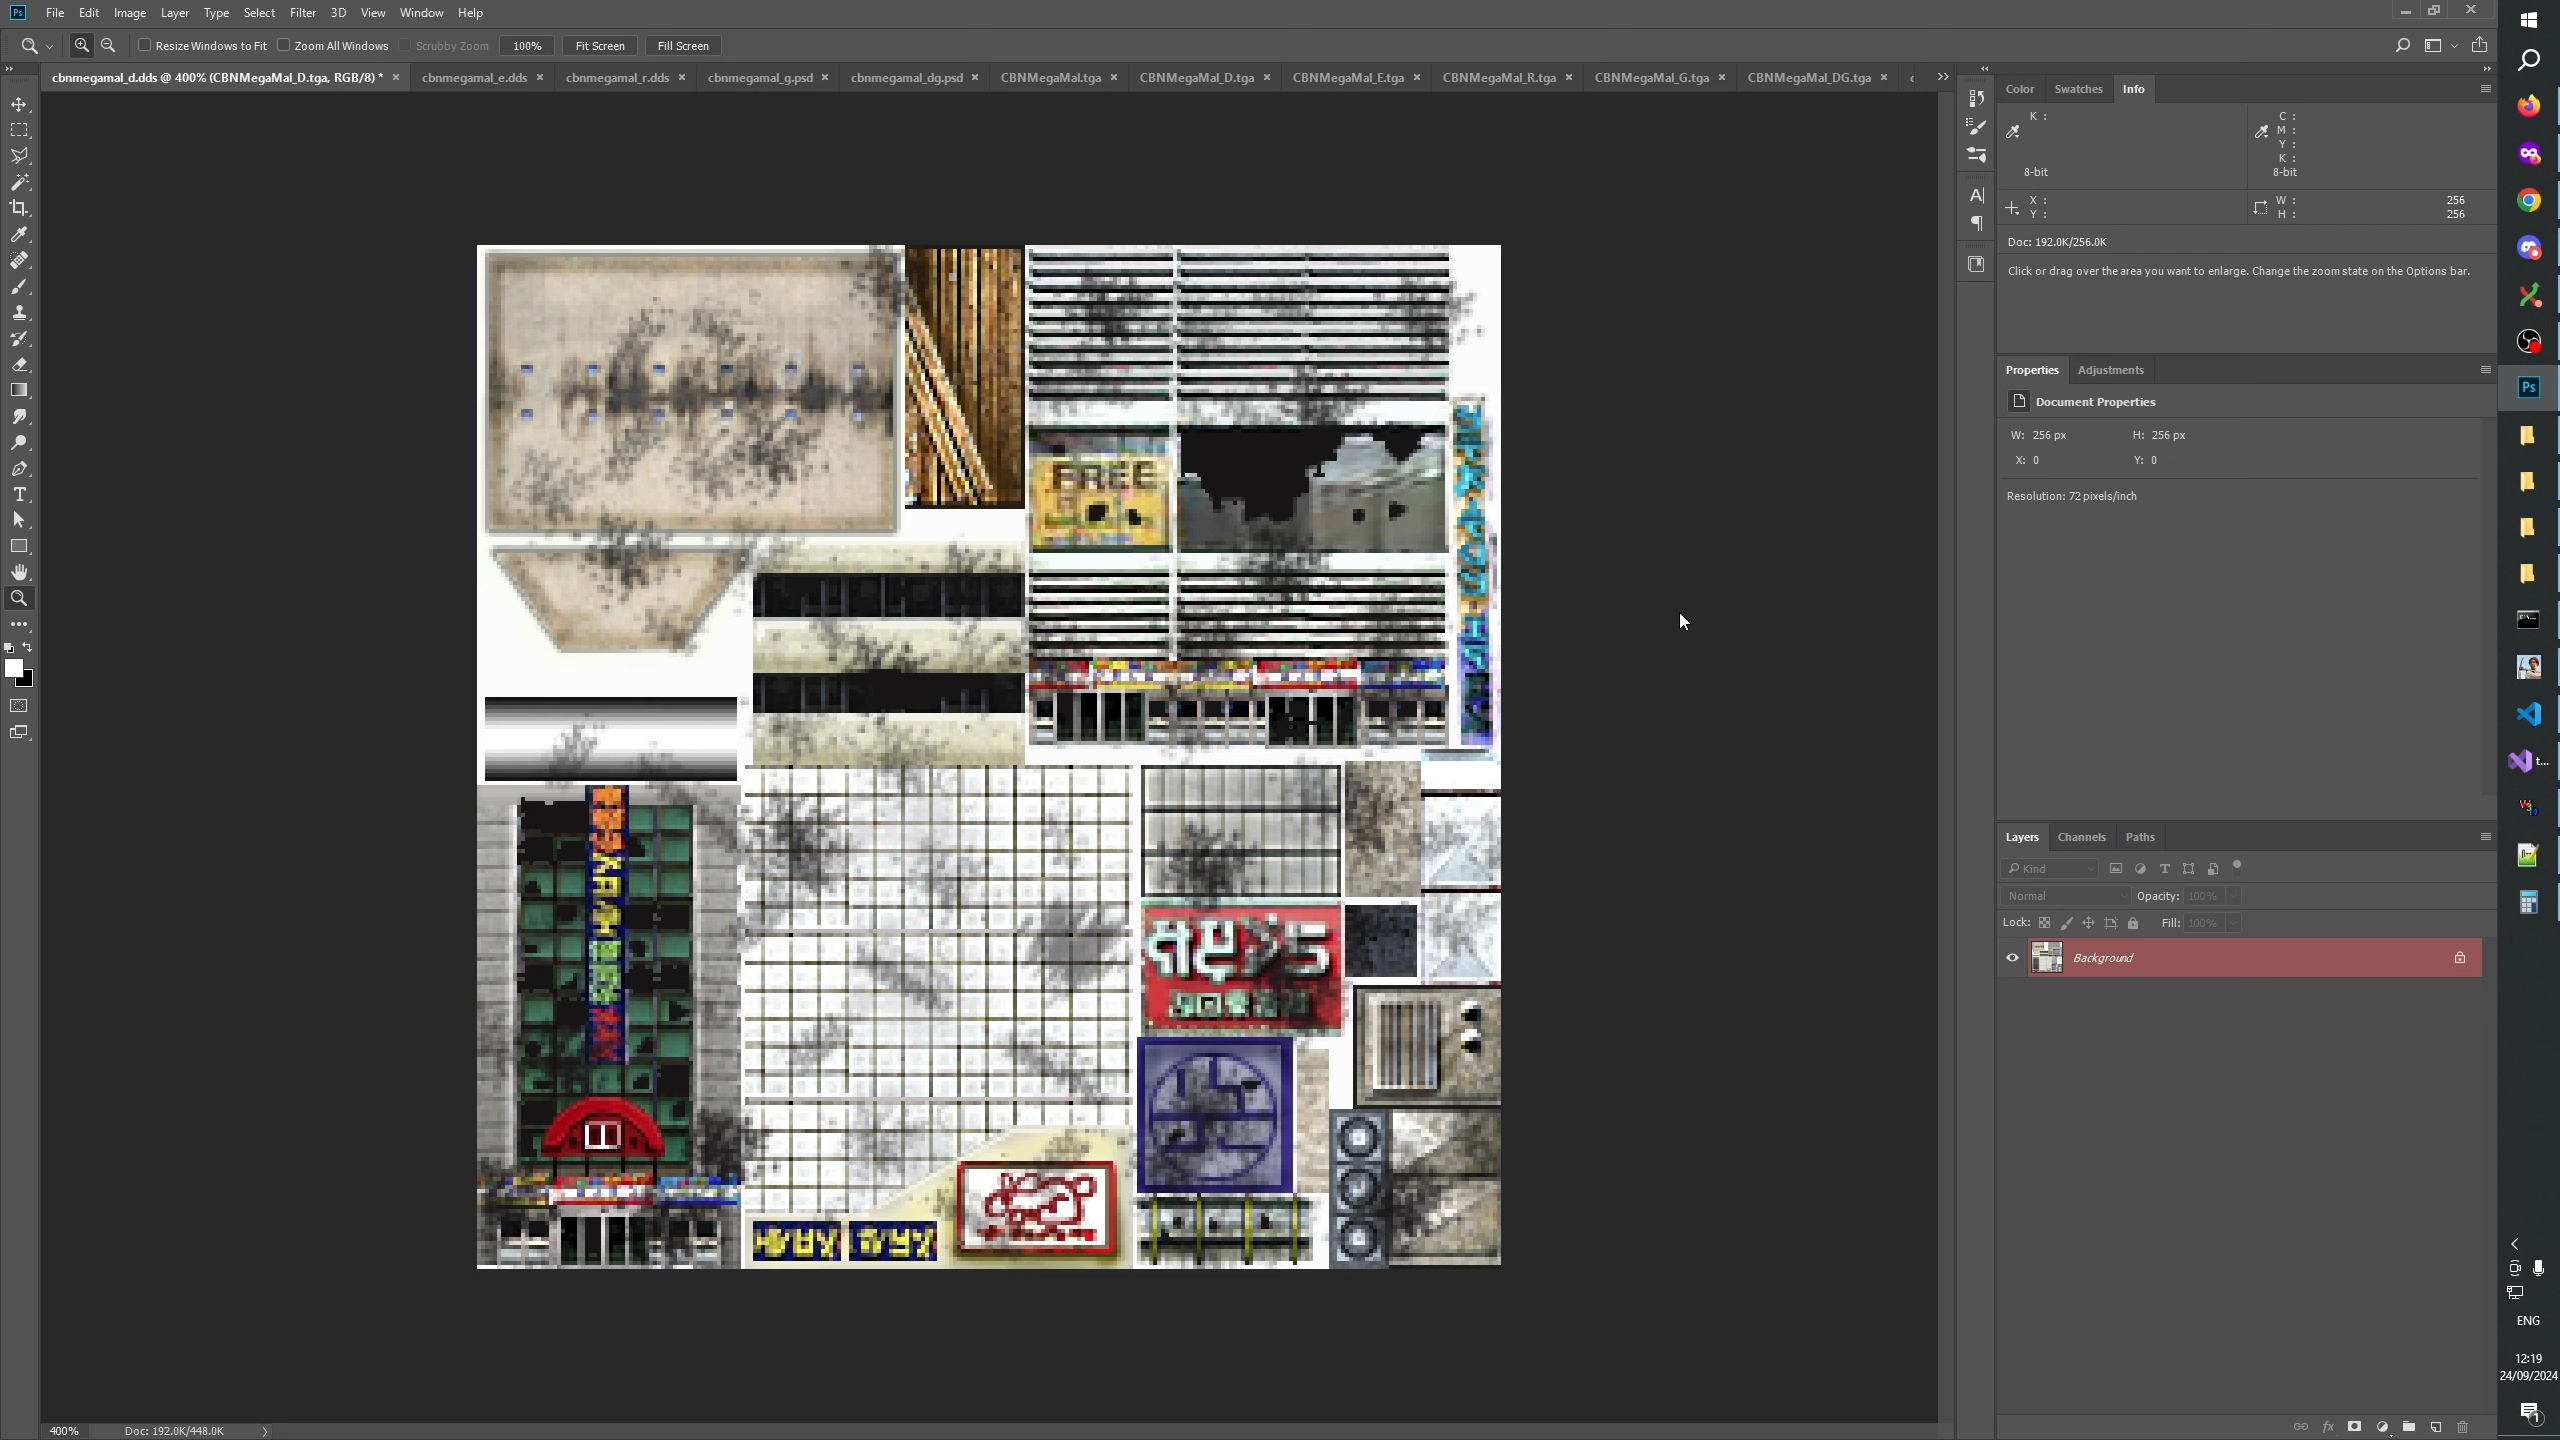 File Edit Image Layer Type Select Filter 3D View Window Help
Resize Windows to Fit Zoom All Windows Scrubby Zoom 100% Fit Screen Fill Screen
cbnmegamal_d.dds @ 400% (CBNMegaMal_D.tga, RGB/8) * × cbnmegamal_e.dds × cbnmegamal_r.dds × cbnmegamal_g.psd × cbnmegamal_dg.psd × CBNMegaMal.tga × CBNMegaMal_D.tga × CBNMegaMal_E.tga × CBNMegaMal_R.tga × CBNMegaMal_G.tga × CBNMegaMal_DG.tga ×
Color Swatches Info
K : C :
M :
Y :
K :
8-bit 8-bit
X : W : 256
Y : H : 256
Doc: 192.0K/256.0K
Click or drag over the area you want to enlarge. Change the zoom state on the Options bar.
Properties Adjustments
Document Properties
W: 256 px H: 256 px
X: 0 Y: 0
Resolution: 72 pixels/inch
FREE
Layers Channels Paths
Kind
Normal Opacity: 100%
Lock: Fill: 100%
Background
400% Doc: 192.0K/448.0K
t...
ENG
12:19
24/09/2024
1